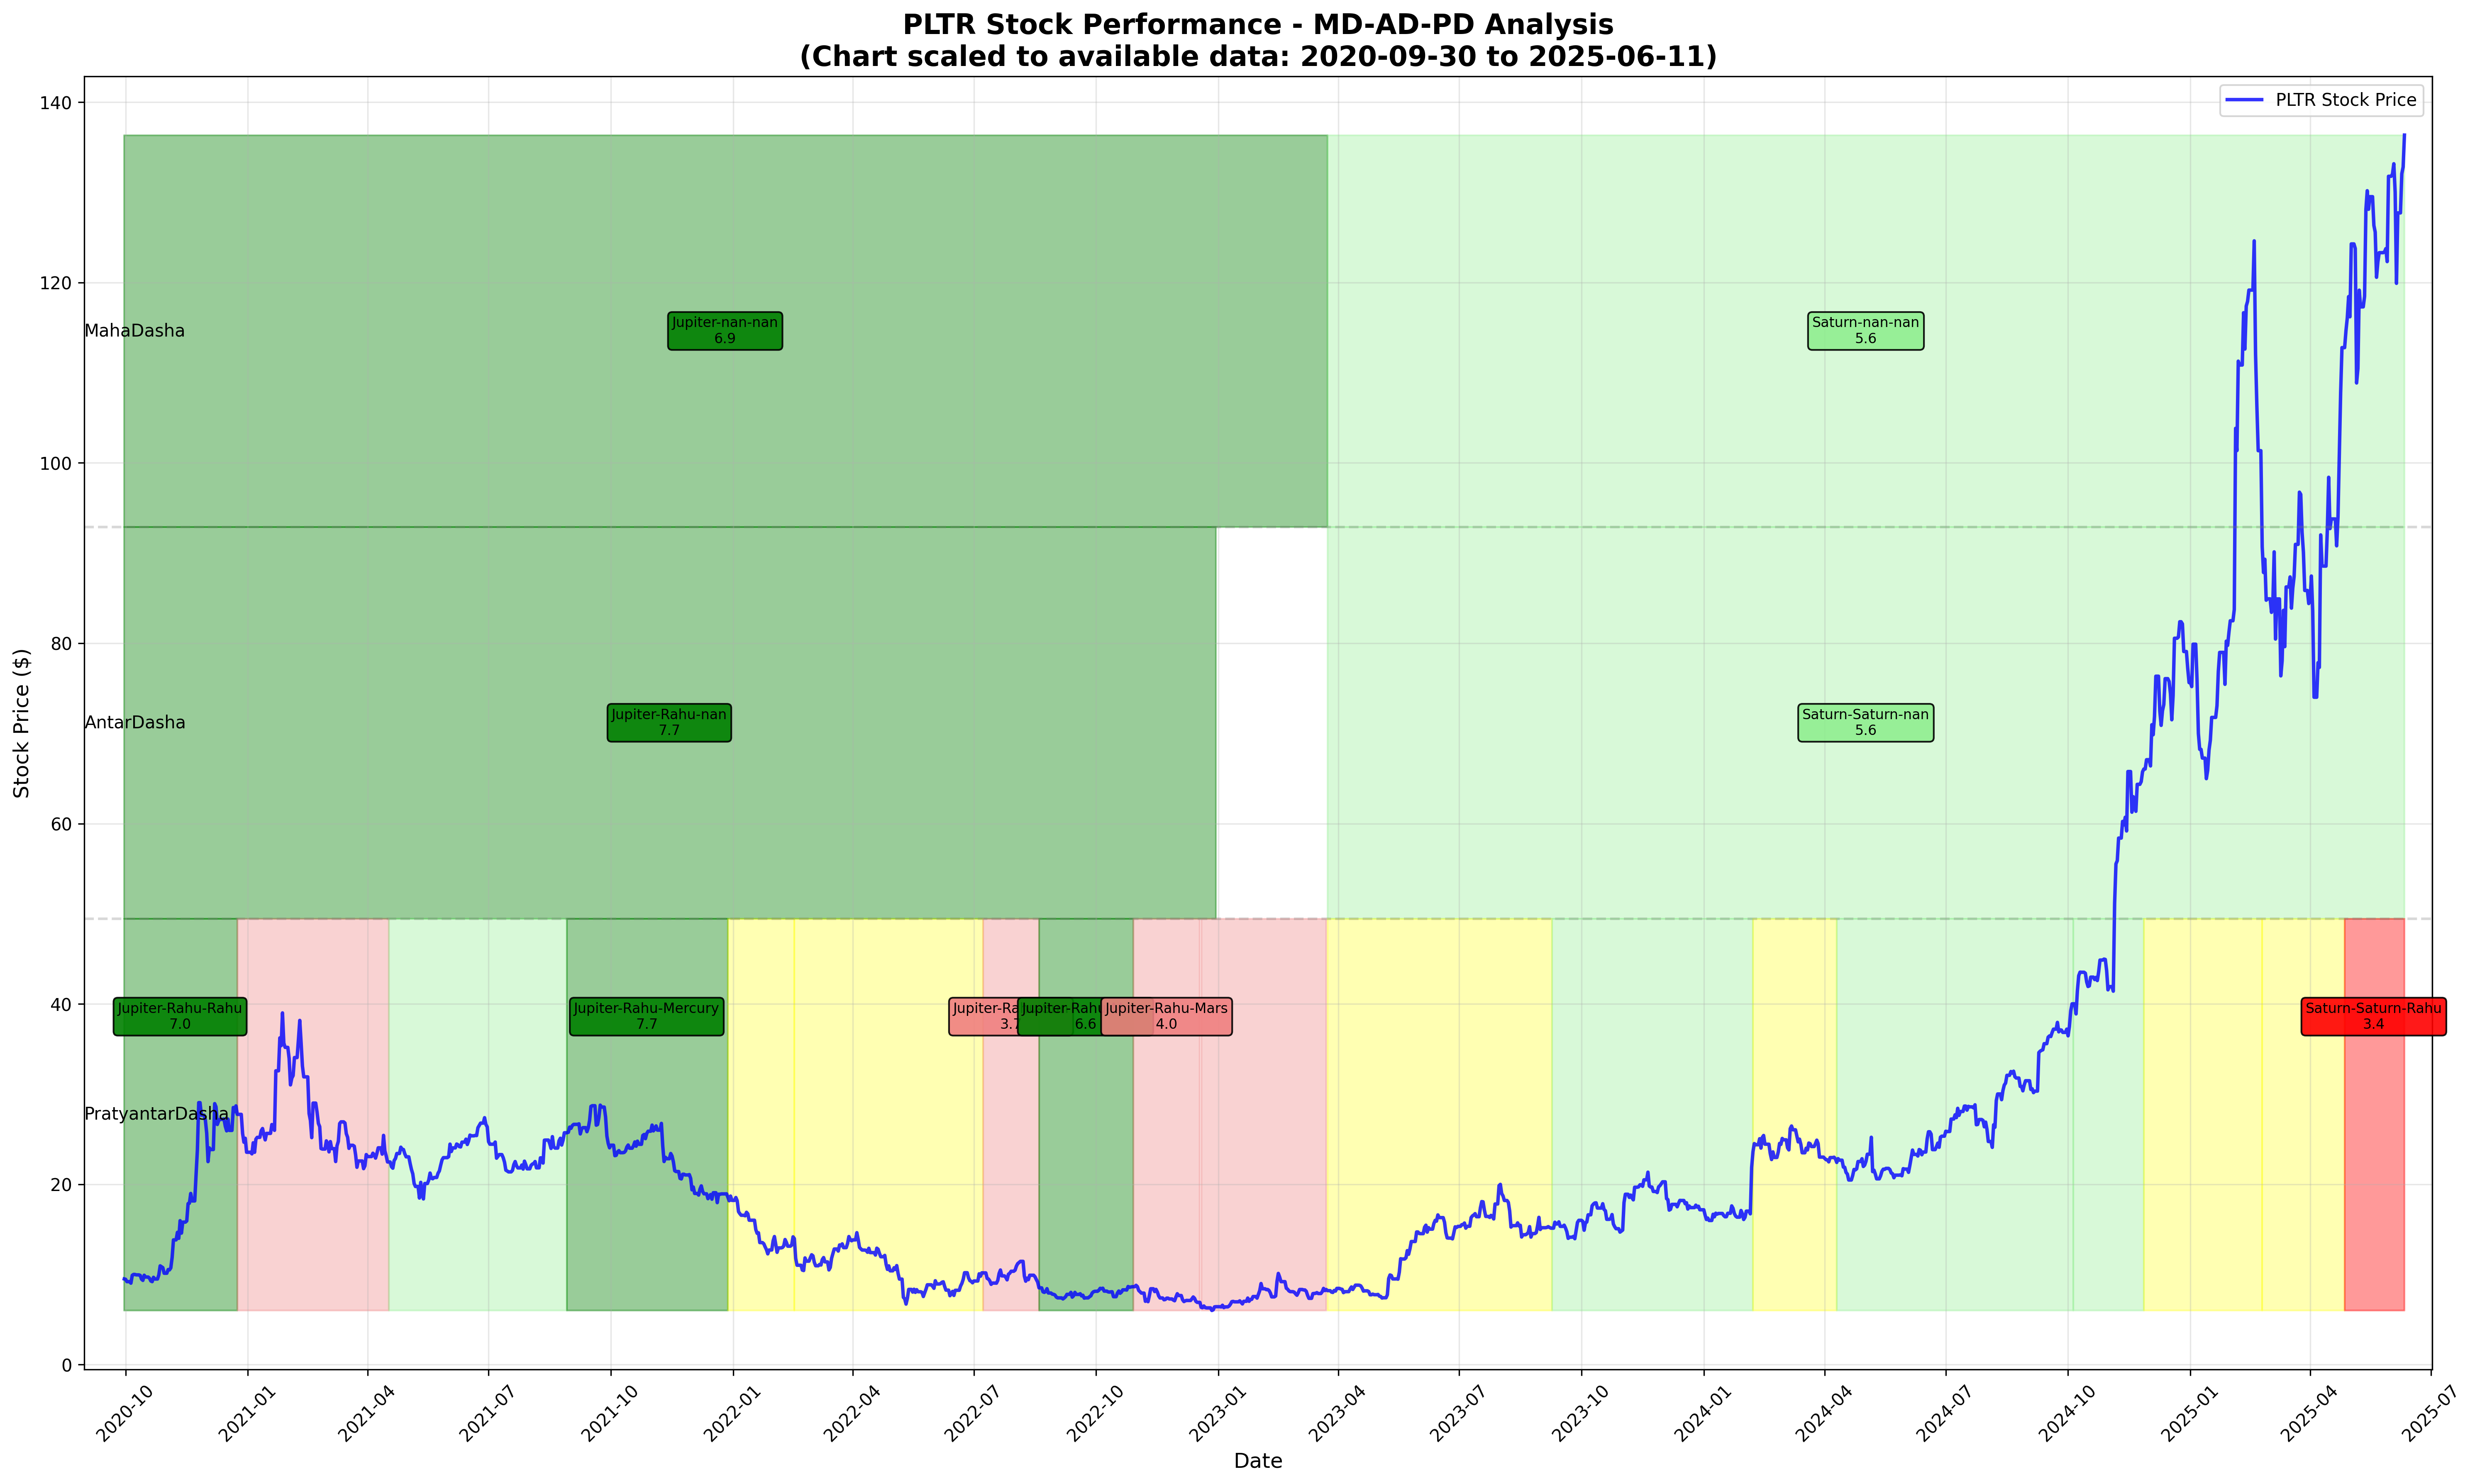 PLTR Stock Performance - MD-AD-PD Analysis
(Chart scaled to available data: 2020-09-30 to 2025-06-11)
PLTR Stock Price
Stock Price ($)
140
120
100
80
60
40
20
0
MahaDasha
Jupiter-nan-nan
6.9
Saturn-nan-nan
5.6
AntarDasha
Jupiter-Rahu-nan
7.7
Saturn-Saturn-nan
5.6
PratyantarDasha
Jupiter-Rahu-Rahu
7.0
Jupiter-Rahu-Mercury
7.7
3.7
6.6
Jupiter-Rahu-Mars
4.0
Saturn-Saturn-Rahu
3.4
2020-10
2021-01
2021-04
2021-07
2021-10
2022-01
2022-04
2022-07
2022-10
2023-01
2023-04
2023-07
2023-10
2024-01
2024-04
2024-07
2024-10
2025-01
2025-04
2025-07
Date